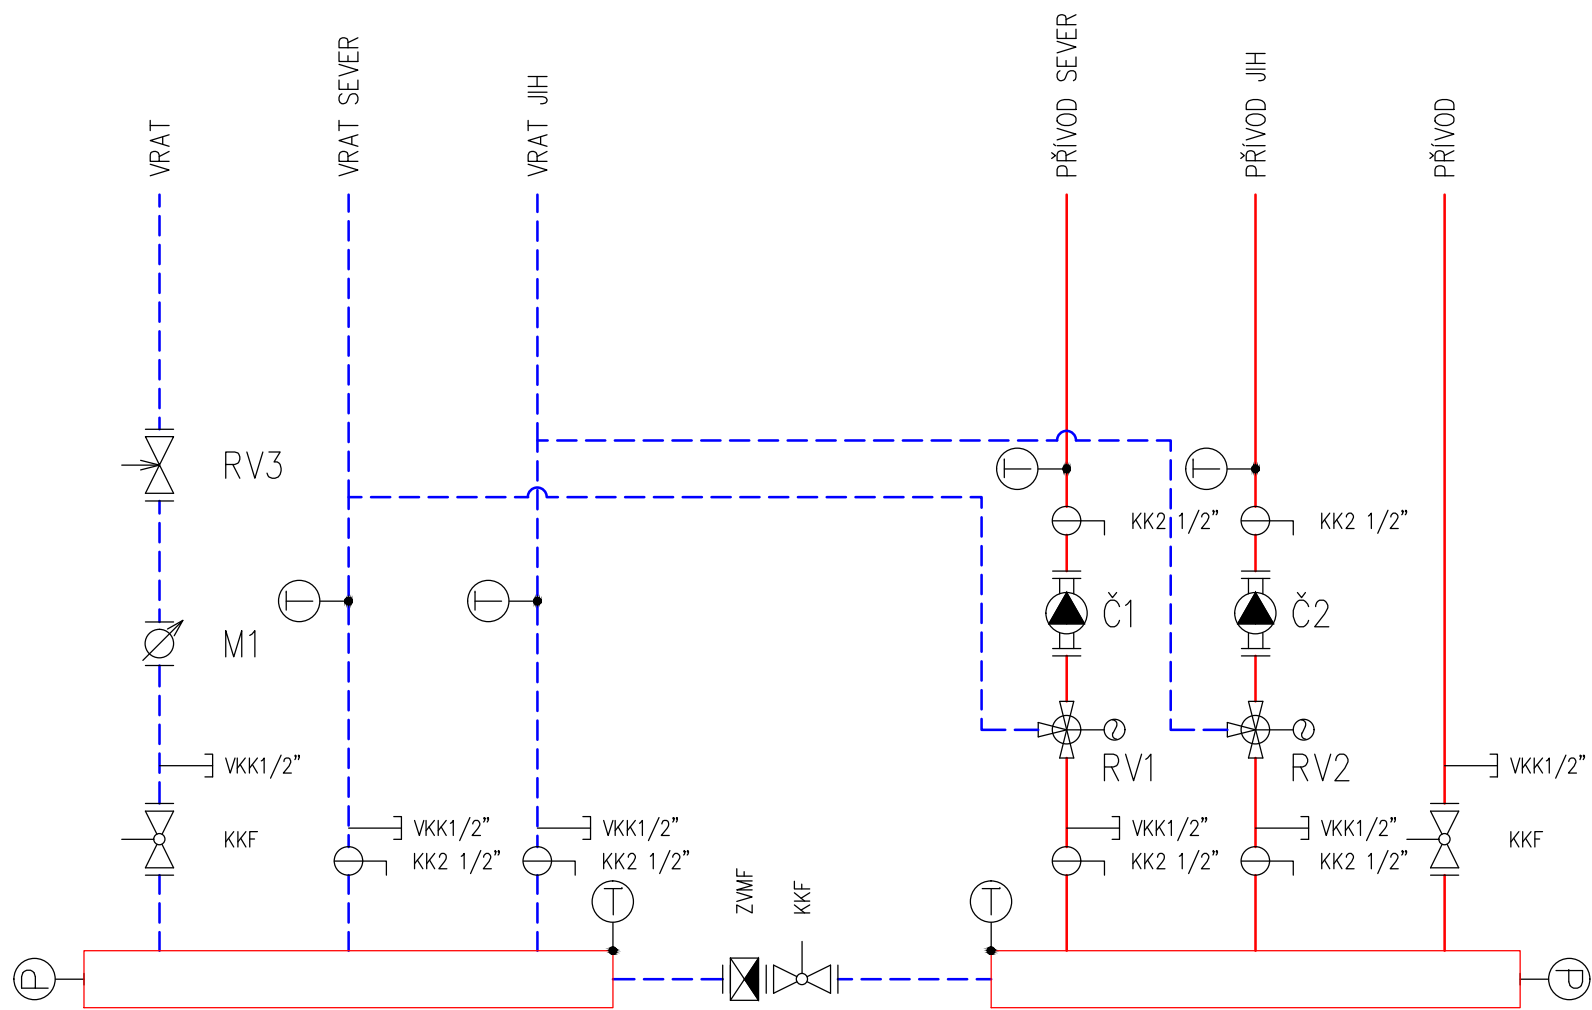 VRAT
VRAT SEVER
VRAT JIH
PŘÍVOD SEVER
PŘÍVOD JIH
PŘÍVOD
RV3
T
T
KK2 1/2”
KK2 1/2”
T
T
M1
Č1
Č2
RV1
RV2
VKK1/2”
VKK1/2”
KKF
VKK1/2”
VKK1/2”
VKK1/2”
VKK1/2”
KKF
KK2 1/2”
KK2 1/2”
KK2 1/2”
KK2 1/2”
T
ZVMF
KKF
T
P
P